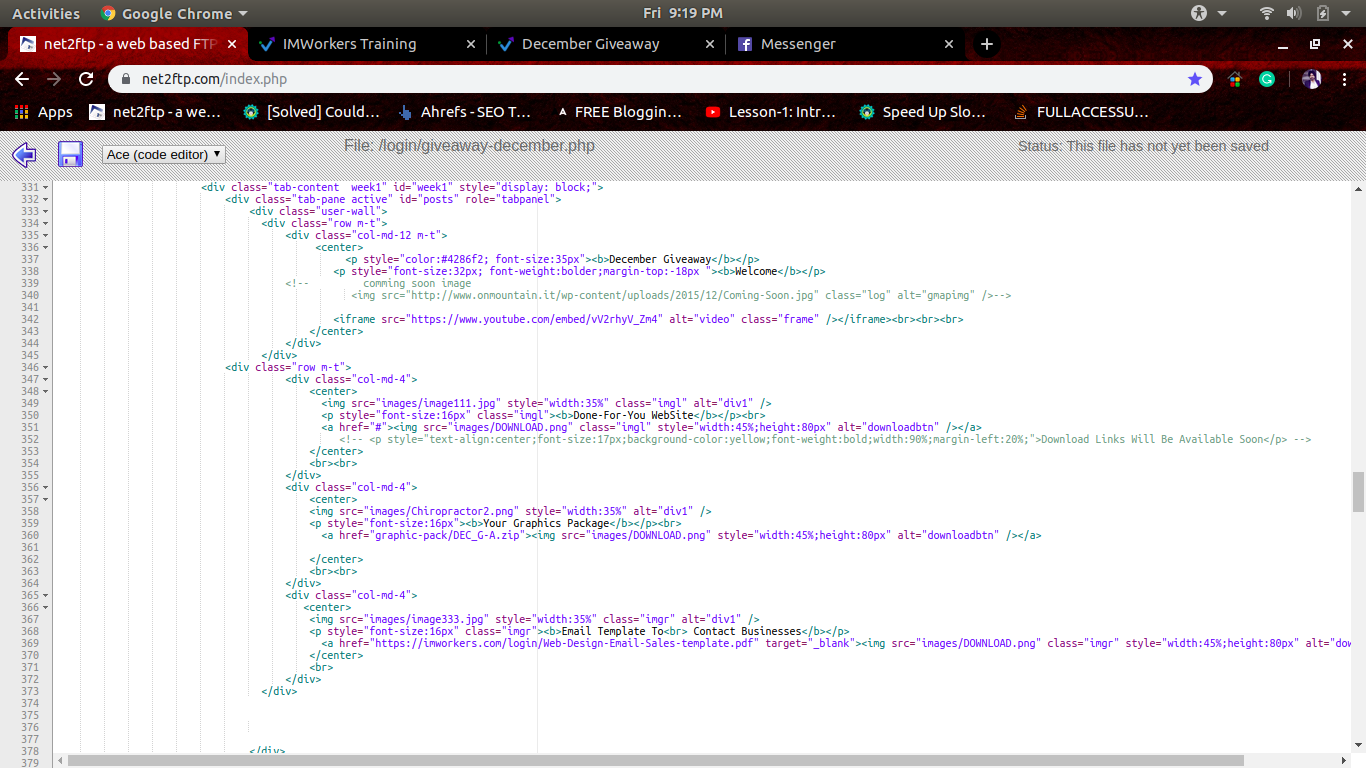 Activities Google Chrome Fri 9:19 PM
net2ftp - a web based FTP IMWorkers Training December Giveaway Messenger
net2ftp.com/index.php
Apps net2ftp - a we... [Solved] Could... Ahrefs - SEO T... FREE Bloggin... Lesson-1: Intr... Speed Up Slo... FULLACCESSU...
Ace (code editor) File: /login/giveaway-december.php Status: This file has not yet been saved
331 <div class="tab-content  week1" id="week1" style="display: block;">
332 <div class="tab-pane active" id="posts" role="tabpanel">
333 <div class="user-wall">
334 <div class="row m-t">
335 <div class="col-md-12 m-t">
336 <center>
337 <p style="color:#4286f2; font-size:35px"><b>December Giveaway</b></p>
338 <p style="font-size:32px; font-weight:bolder;margin-top:-18px "><b>Welcome</b></p>
339 <!-- comming soon image
340 <img src="http://www.onmountain.it/wp-content/uploads/2015/12/Coming-Soon.jpg" class="log" alt="gmapimg" />-->
341
342 <iframe src="https://www.youtube.com/embed/vV2rhyV_Zm4" alt="video" class="frame" /></iframe><br><br><br>
343 </center>
344 </div>
345 </div>
346 <div class="row m-t">
347 <div class="col-md-4">
348 <center>
349 <img src="images/image111.jpg" style="width:35%" class="imgl" alt="div1" />
350 <p style="font-size:16px" class="imgl"><b>Done-For-You WebSite</b></p><br>
351 <a href="#"><img src="images/DOWNLOAD.png" class="imgl" style="width:45%;height:80px" alt="downloadbtn" /></a>
352 <!-- <p style="text-align:center;font-size:17px;background-color:yellow;font-weight:bold;width:90%;margin-left:20%;">Download Links Will Be Available Soon</p> -->
353 </center>
354 <br><br>
355 </div>
356 <div class="col-md-4">
357 <center>
358 <img src="images/Chiropractor2.png" style="width:35%" alt="div1" />
359 <p style="font-size:16px"><b>Your Graphics Package</b></p><br>
360 <a href="graphic-pack/DEC_G-A.zip"><img src="images/DOWNLOAD.png" style="width:45%;height:80px" alt="downloadbtn" /></a>
361
362 </center>
363 <br><br>
364 </div>
365 <div class="col-md-4">
366 <center>
367 <img src="images/image333.jpg" style="width:35%" class="imgr" alt="div1" />
368 <p style="font-size:16px" class="imgr"><b>Email Template To<br> Contact Businesses</b></p>
369 <a href="https://imworkers.com/login/Web-Design-Email-Sales-template.pdf" target="_blank"><img src="images/DOWNLOAD.png" class="imgr" style="width:45%;height:80px" alt="dow
370 </center>
371 <br>
372 </div>
373 </div>
374
375
376
377
378 </div>
379